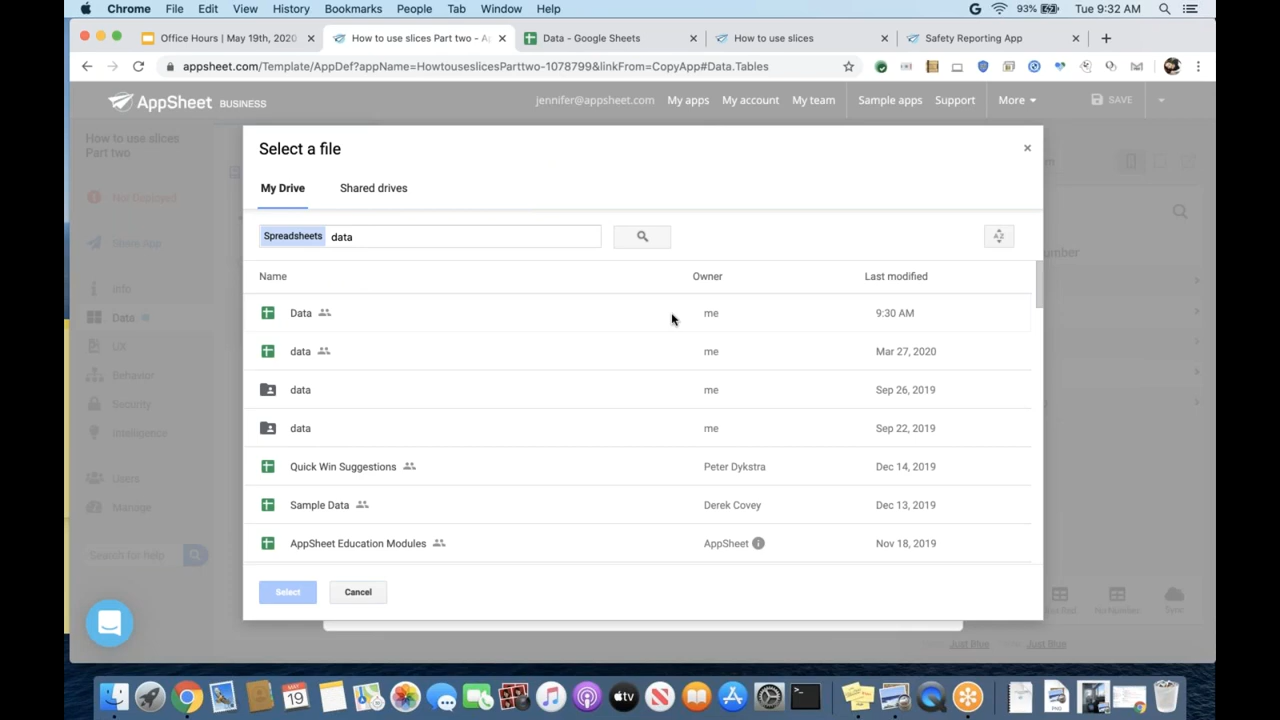 Chrome File Edit View History Bookmarks People Tab Window Help 93% Tue 9:32 AM
Office Hours | May 19th, 2020 How to use slices Part two - A Data - Google Sheets How to use slices Safety Reporting App
appsheet.com/Template/AppDef?appName=HowtouseslicesParttwo-1078799&linkFrom=CopyApp#Data.Tables
AppSheet BUSINESS jennifer@appsheet.com My apps My account My team Sample apps Support More SAVE
How to use slices
Part two
Not Deployed
Share App
Info
Data
UX
Behavior
Security
Intelligence
Users
Manage
Search for help
Select a file
My Drive Shared drives
Spreadsheets data
Name Owner Last modified
Data me 9:30 AM
data me Mar 27, 2020
data me Sep 26, 2019
data me Sep 22, 2019
Quick Win Suggestions Peter Dykstra Dec 14, 2019
Sample Data Derek Covey Dec 13, 2019
AppSheet Education Modules AppSheet Nov 18, 2019
Select Cancel
umber
Sync
Just Blue Just Blue
MAY
19
tv